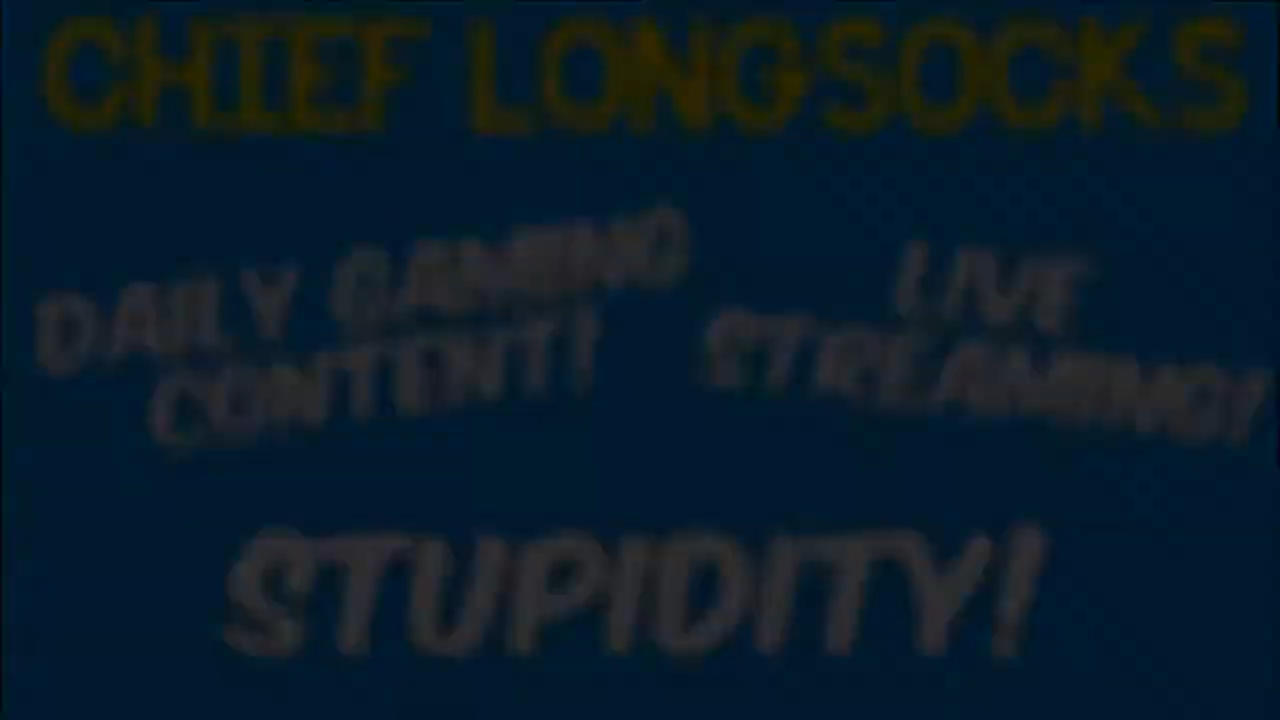 CHIEF LONGSOCKS
DAILY GAMING
CONTENT!
LIVE
STREAMING!
STUPIDITY!